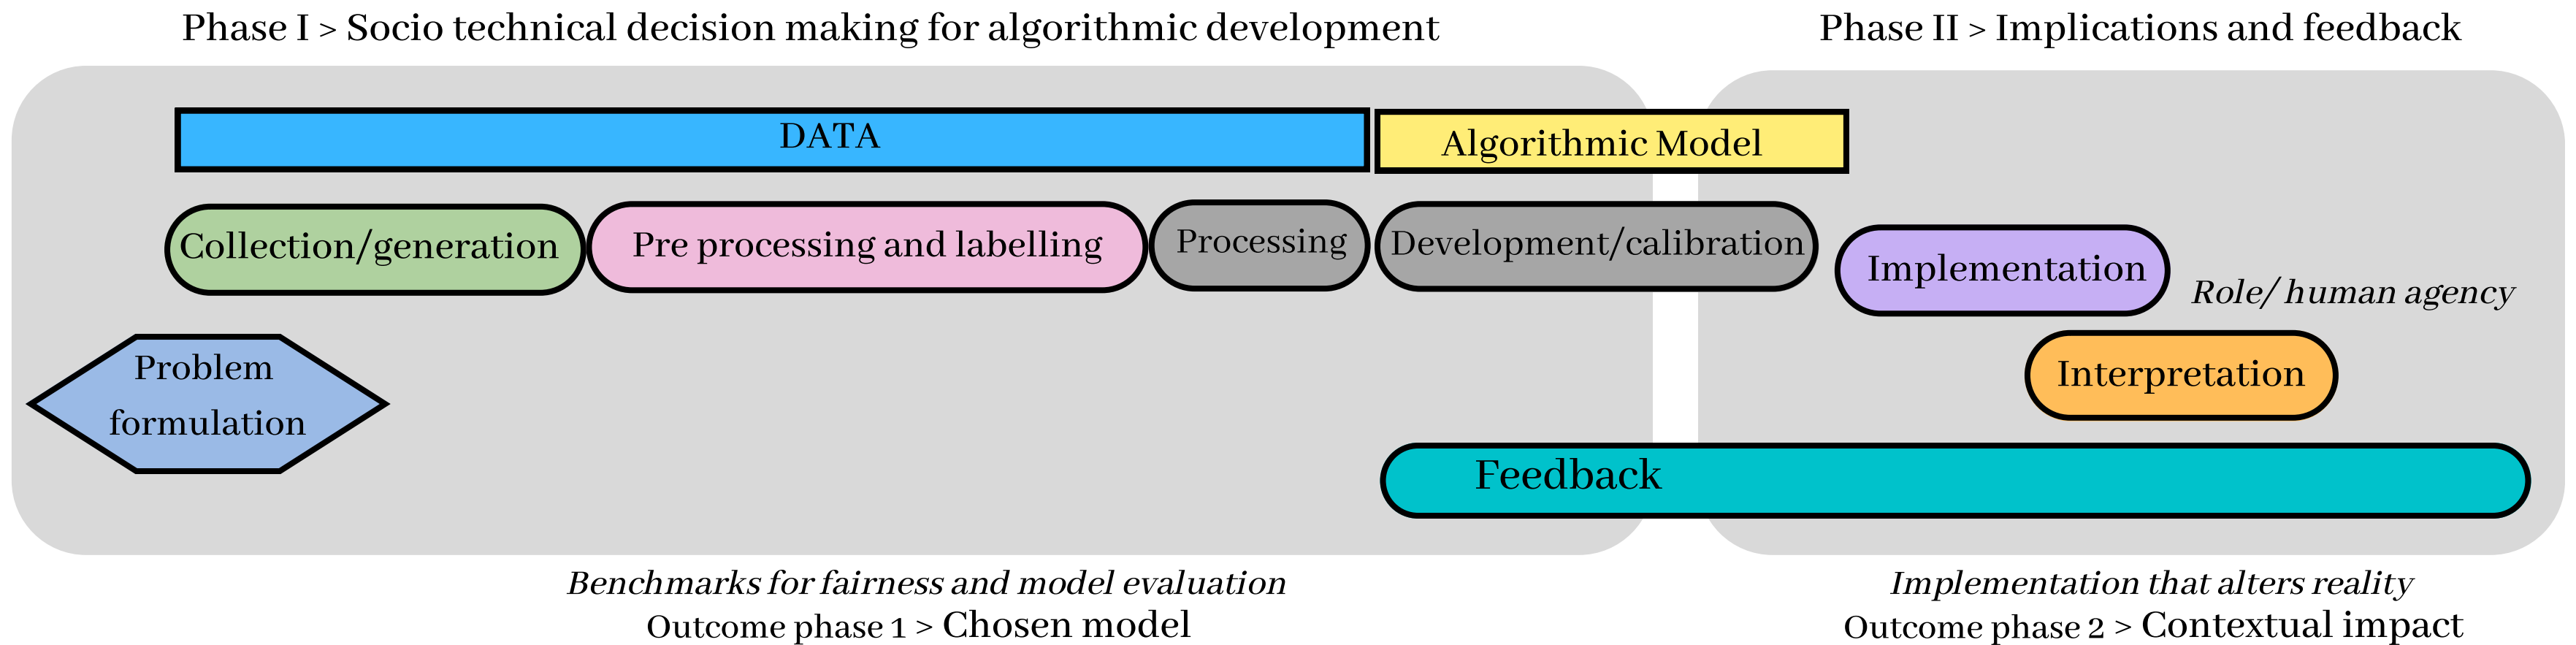 Phase I > Socio technical decision making for algorithmic development
Phase II > Implications and feedback
DATA
Algorithmic Model
Collection/generation
Pre processing and labelling
Processing
Development/calibration
Implementation
Role/ human agency
Problem
formulation
Interpretation
Feedback
Benchmarks for fairness and model evaluation
Outcome phase 1 > Chosen model
Implementation that alters reality
Outcome phase 2 > Contextual impact